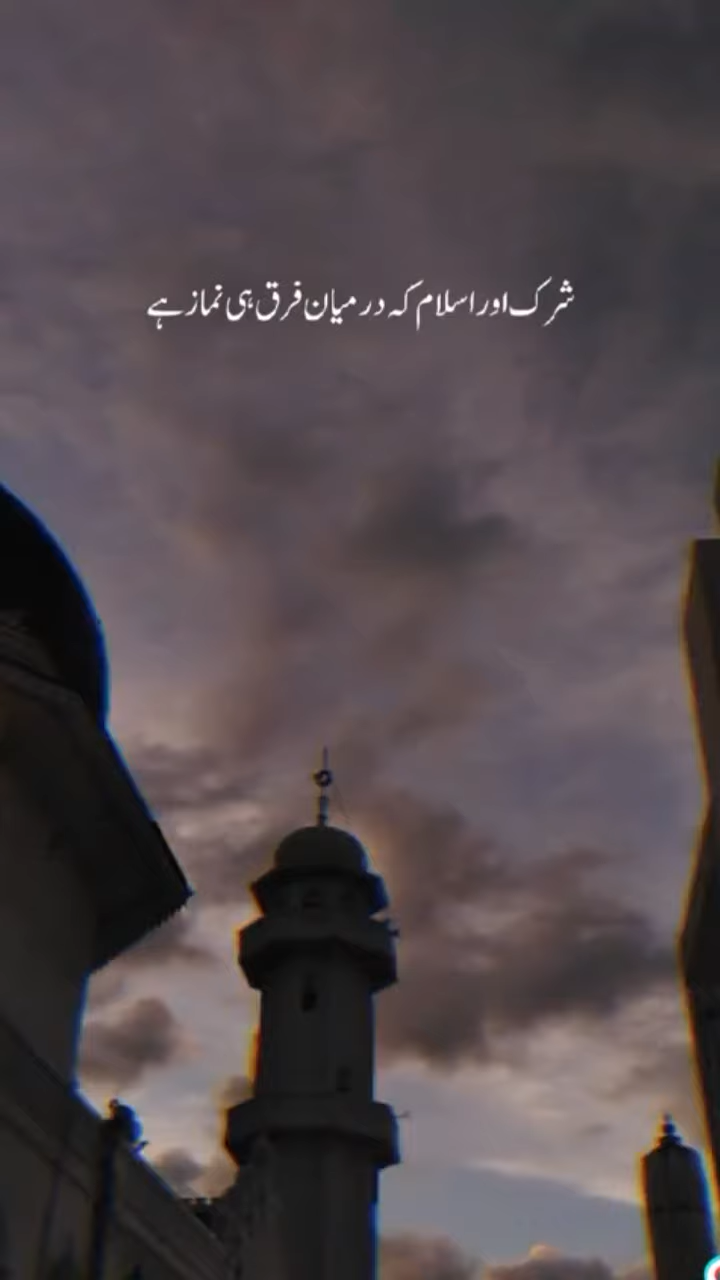 شرک اور اسلام کہ درمیان فرق ہی نماز ہے